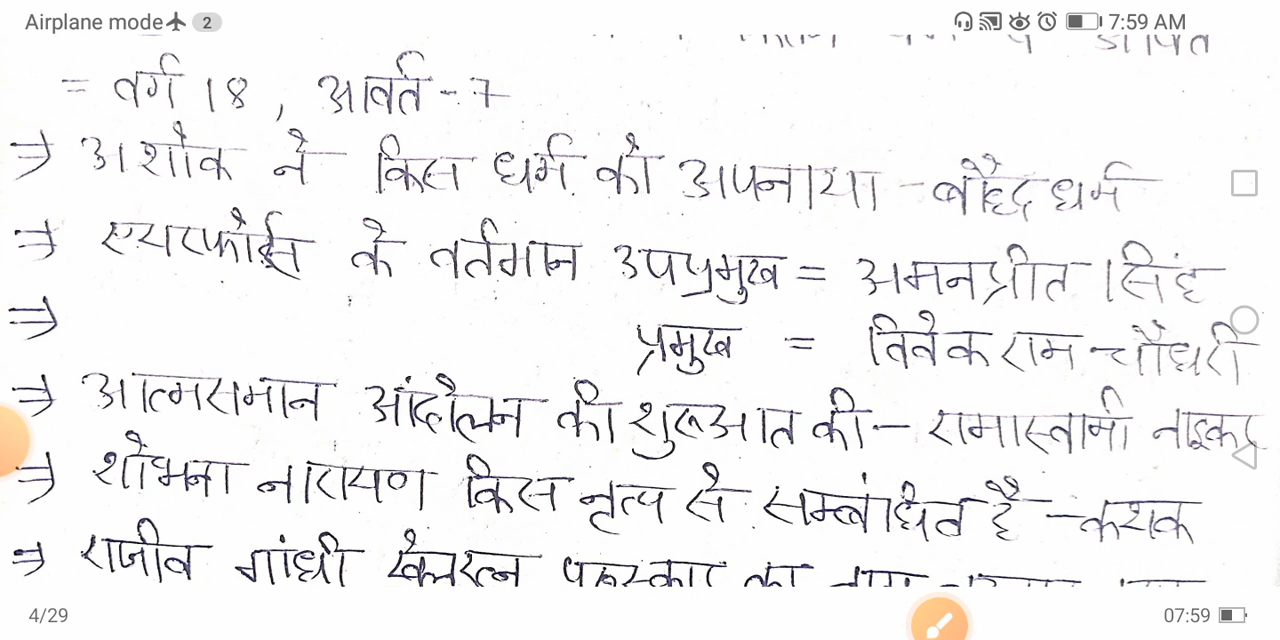 Airplane mode 2 7:59 AM
= वर्ग 18, आवर्त - 7
⇒ अशोक ने किस धर्म को अपनाया - बौद्ध धर्म
⇒ एयरफोर्स के वर्तमान उपप्रमुख = अमनप्रीत सिंह
⇒ प्रमुख = विवेक राम चौधरी
⇒ आत्मसमान आंदोलन की शुरुआत की - रामास्वामी नाइकर
⇒ शोभना नारायण किस नृत्य से सम्बंधित है - कथक
⇒ राजीव गांधी खेलरत्न पुरस्कार का
4/29 07:59